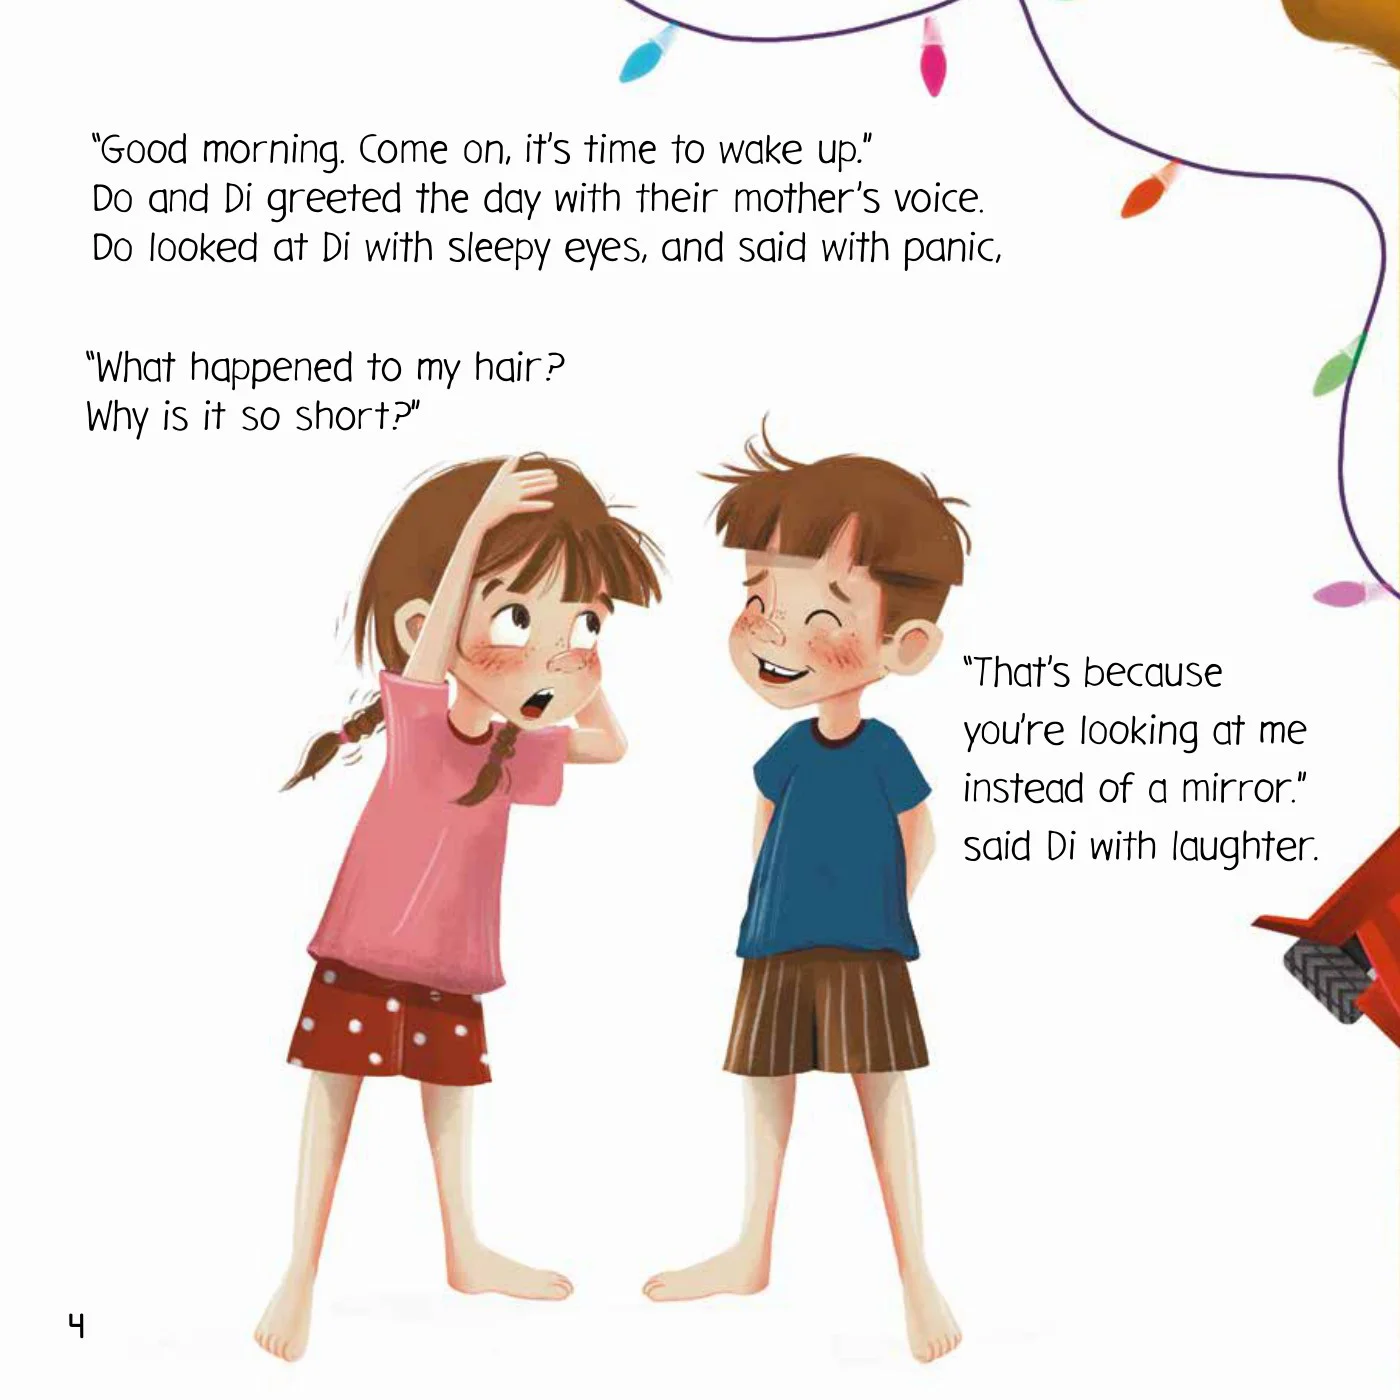 "Good morning. Come on, it's time to wake up."
Do and Di greeted the day with their mother's voice.
Do looked at Di with sleepy eyes, and said with panic,
"What happened to my hair?
Why is it so short?"
"That's because
you're looking at me
instead of a mirror."
said Di with laughter.
4